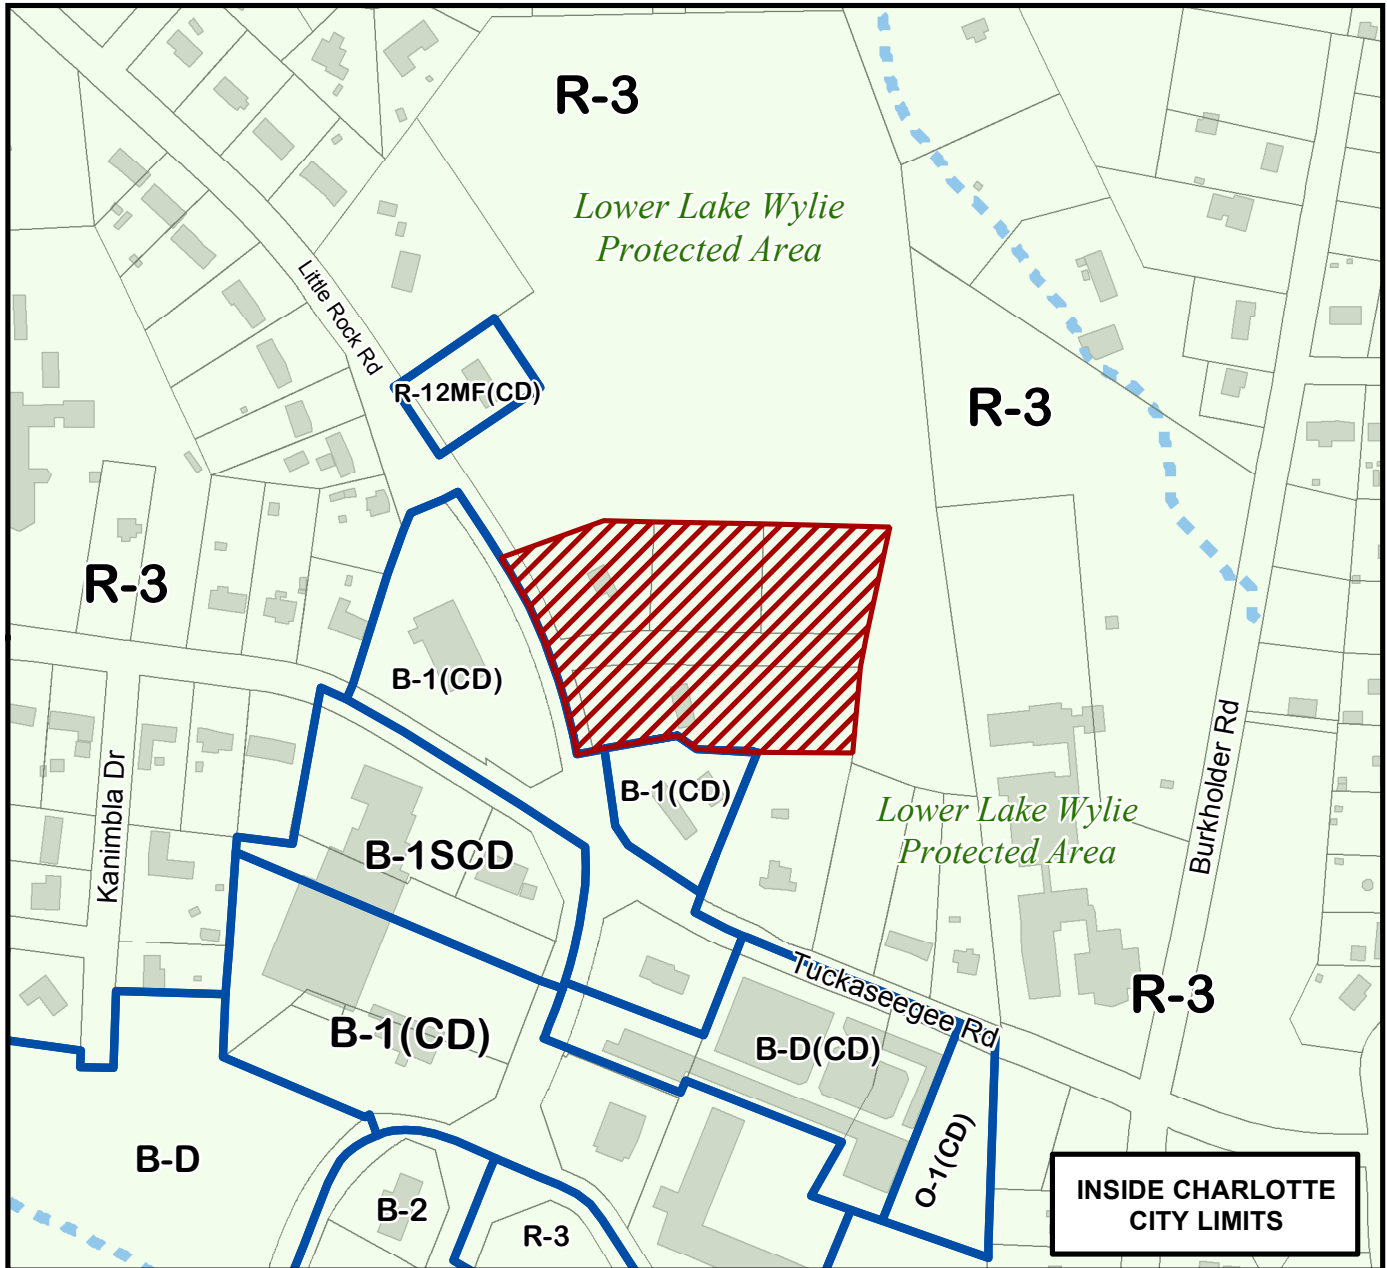 R-3
Lower Lake Wylie
Protected Area
Little Rock Rd
R-12MF(CD)
R-3
R-3
B-1(CD)
Kanimbla Dr
Burkholder Rd
B-1(CD)
Lower Lake Wylie
Protected Area
B-1SCD
Tuckaseegee Rd
R-3
B-1(CD)
B-D(CD)
O-1(CD)
B-D
B-2
R-3
INSIDE CHARLOTTE
CITY LIMITS